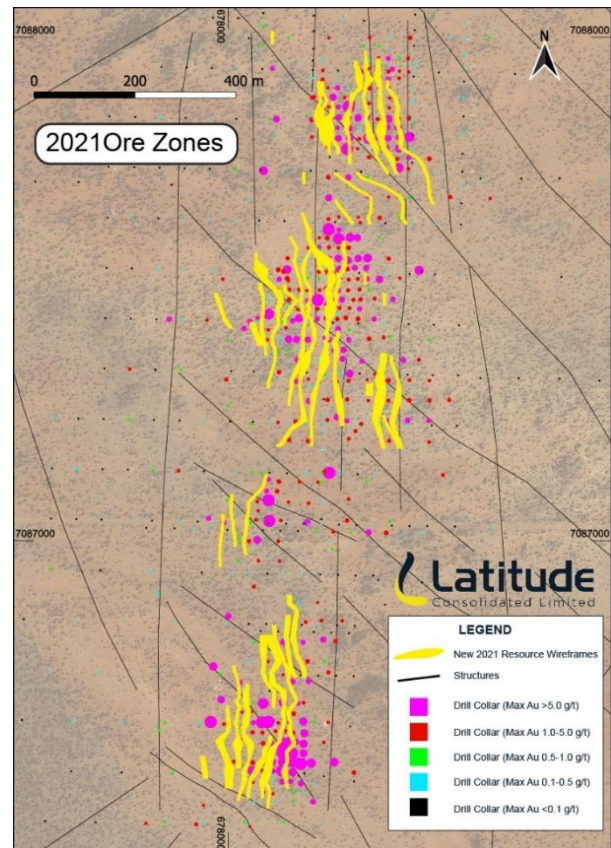 678000
7088000
7088000
N
0 200 400 m
2021Ore Zones
7087000
7087000
Latitude
Consolidated Limited
LEGEND
New 2021 Resource Wireframes
Structures
Drill Collar (Max Au >5.0 g/t)
Drill Collar (Max Au 1.0-5.0 g/t)
Drill Collar (Max Au 0.5-1.0 g/t)
Drill Collar (Max Au 0.1-0.5 g/t)
Drill Collar (Max Au <0.1 g/t)
678000